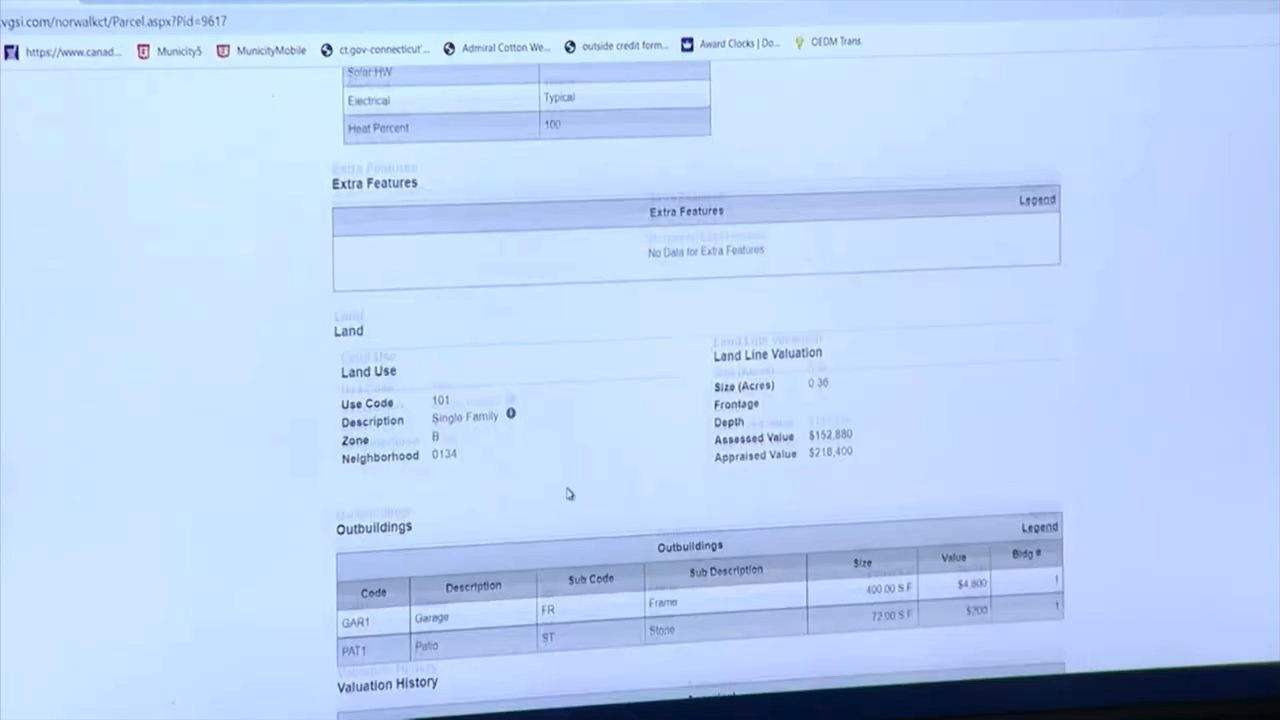 vgsi.com/norwalkct/Parcel.aspx?Pid=9617
https://www.canad... Municity5 MunicityMobile ct.gov-connecticut'... Admiral Cotton We... outside credit form... Award Clocks | Do... OEDM Trans.
Solar HW
Electrical Typical
Heat Percent 100
Extra Features
Extra Features Legend
No Data for Extra Features
Land
Land Use
Use Code 101
Description Single Family
Zone B
Neighborhood 0134
Land Line Valuation
Size (Acres) 0.36
Frontage
Depth
Assessed Value $152,880
Appraised Value $218,400
Outbuildings
Outbuildings Legend
Code Description Sub Code Sub Description Size Value Bldg #
GAR1 Garage FR Frame 400.00 S.F $4,800 1
PAT1 Patio ST Stone 72.00 S.F $200 1
Valuation History